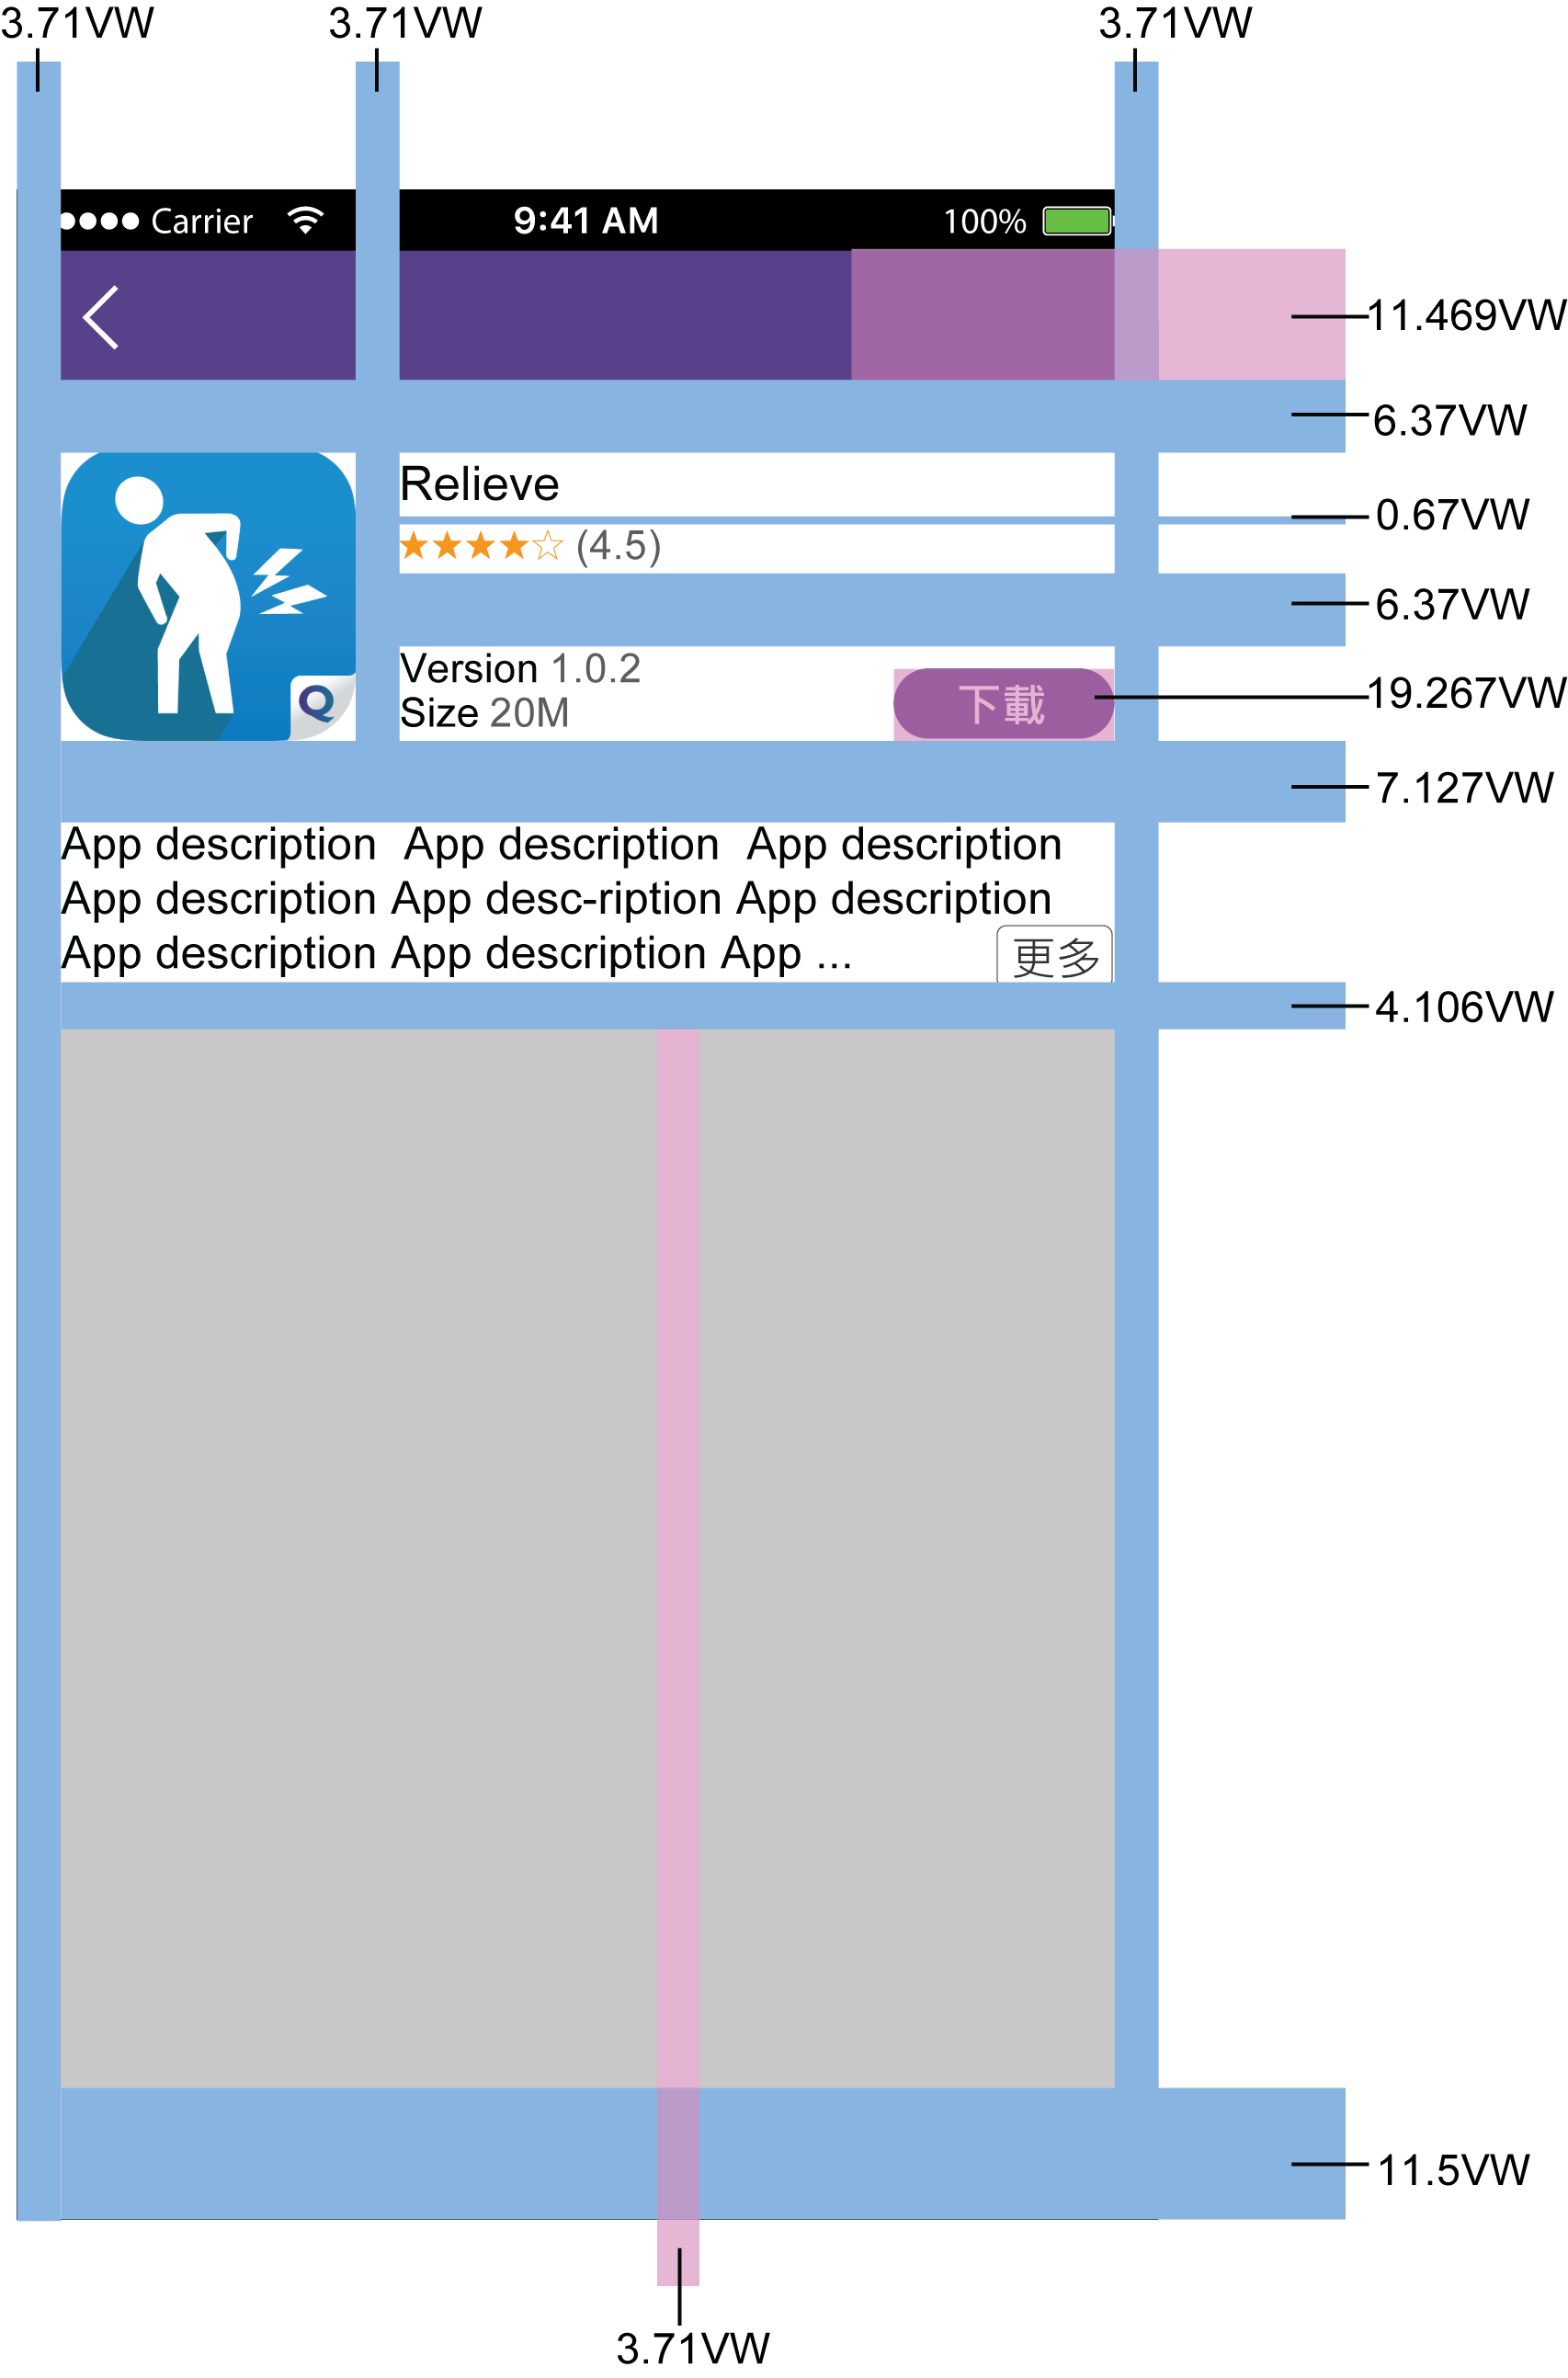 3.71VW 3.71VW 3.71VW
Carrier 9:41 AM 100%
11.469VW
6.37VW
Relieve
0.67VW
(4.5)
6.37VW
Version 1.0.2
Size 20M
下載
19.267VW
7.127VW
App description App description App description
App description App desc-ription App description
App description App description App ...
更多
4.106VW
11.5VW
3.71VW